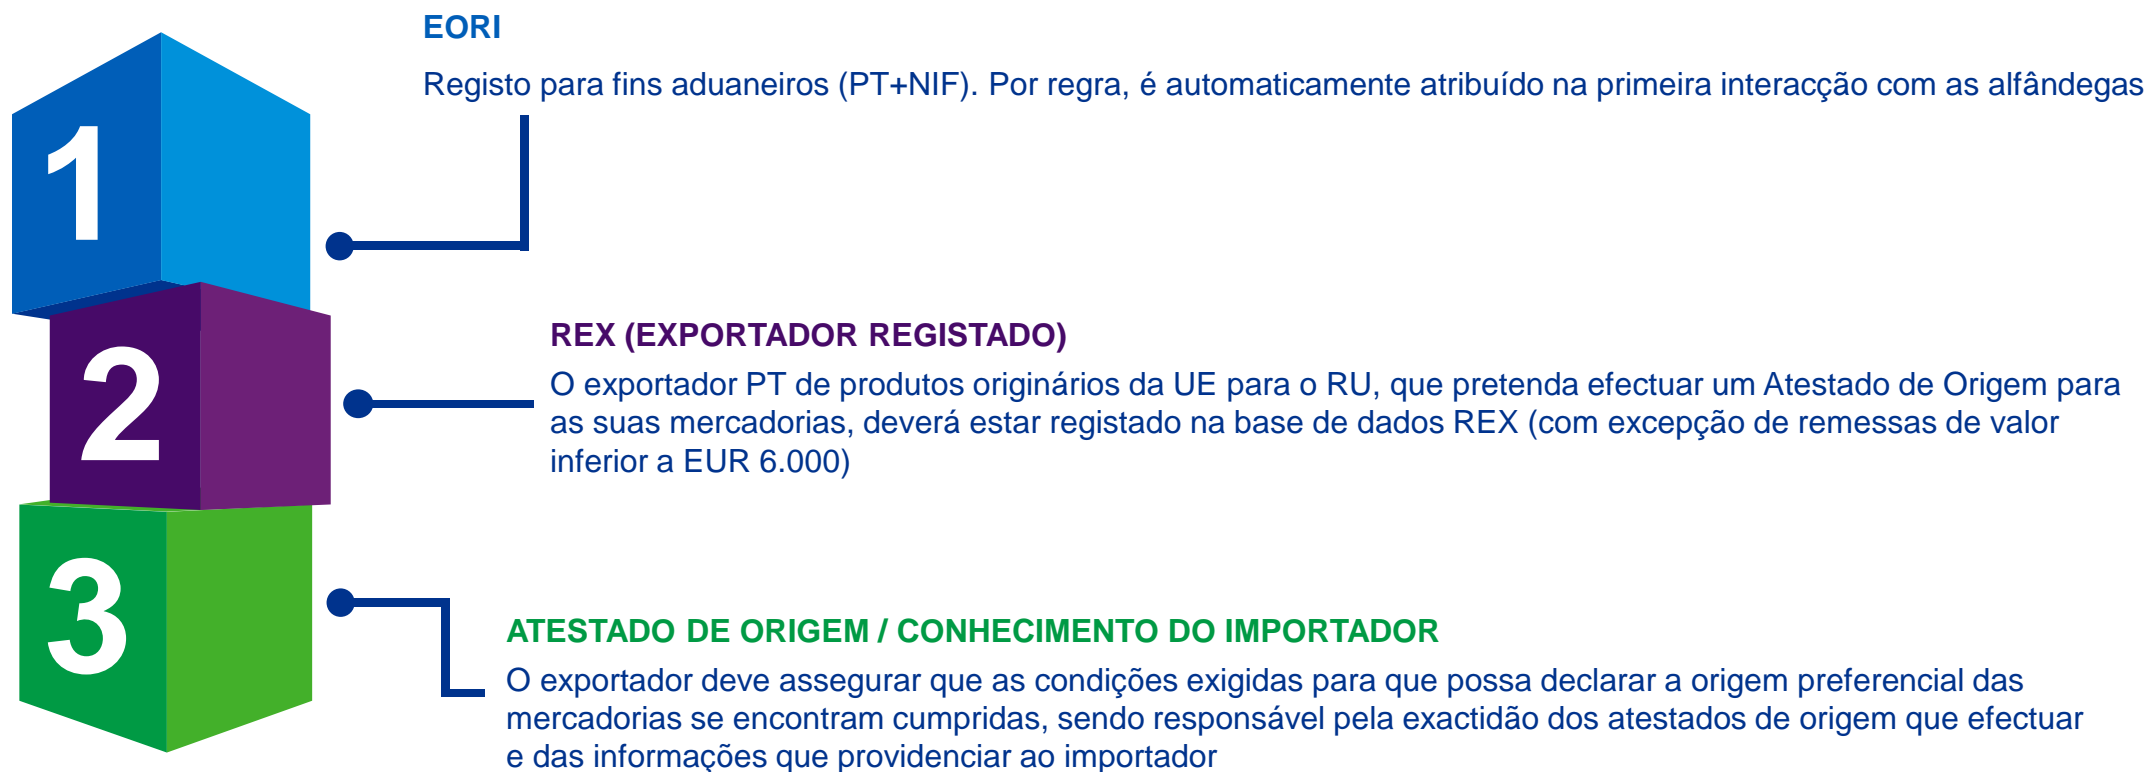 1
EORI
Registo para fins aduaneiros (PT+NIF). Por regra, é automaticamente atribuído na primeira interacção com as alfândegas
2
REX (EXPORTADOR REGISTADO)
O exportador PT de produtos originários da UE para o RU, que pretenda efectuar um Atestado de Origem para
as suas mercadorias, deverá estar registado na base de dados REX (com excepção de remessas de valor
inferior a EUR 6.000)
3
ATESTADO DE ORIGEM / CONHECIMENTO DO IMPORTADOR
O exportador deve assegurar que as condições exigidas para que possa declarar a origem preferencial das
mercadorias se encontram cumpridas, sendo responsável pela exactidão dos atestados de origem que efectuar
e das informações que providenciar ao importador